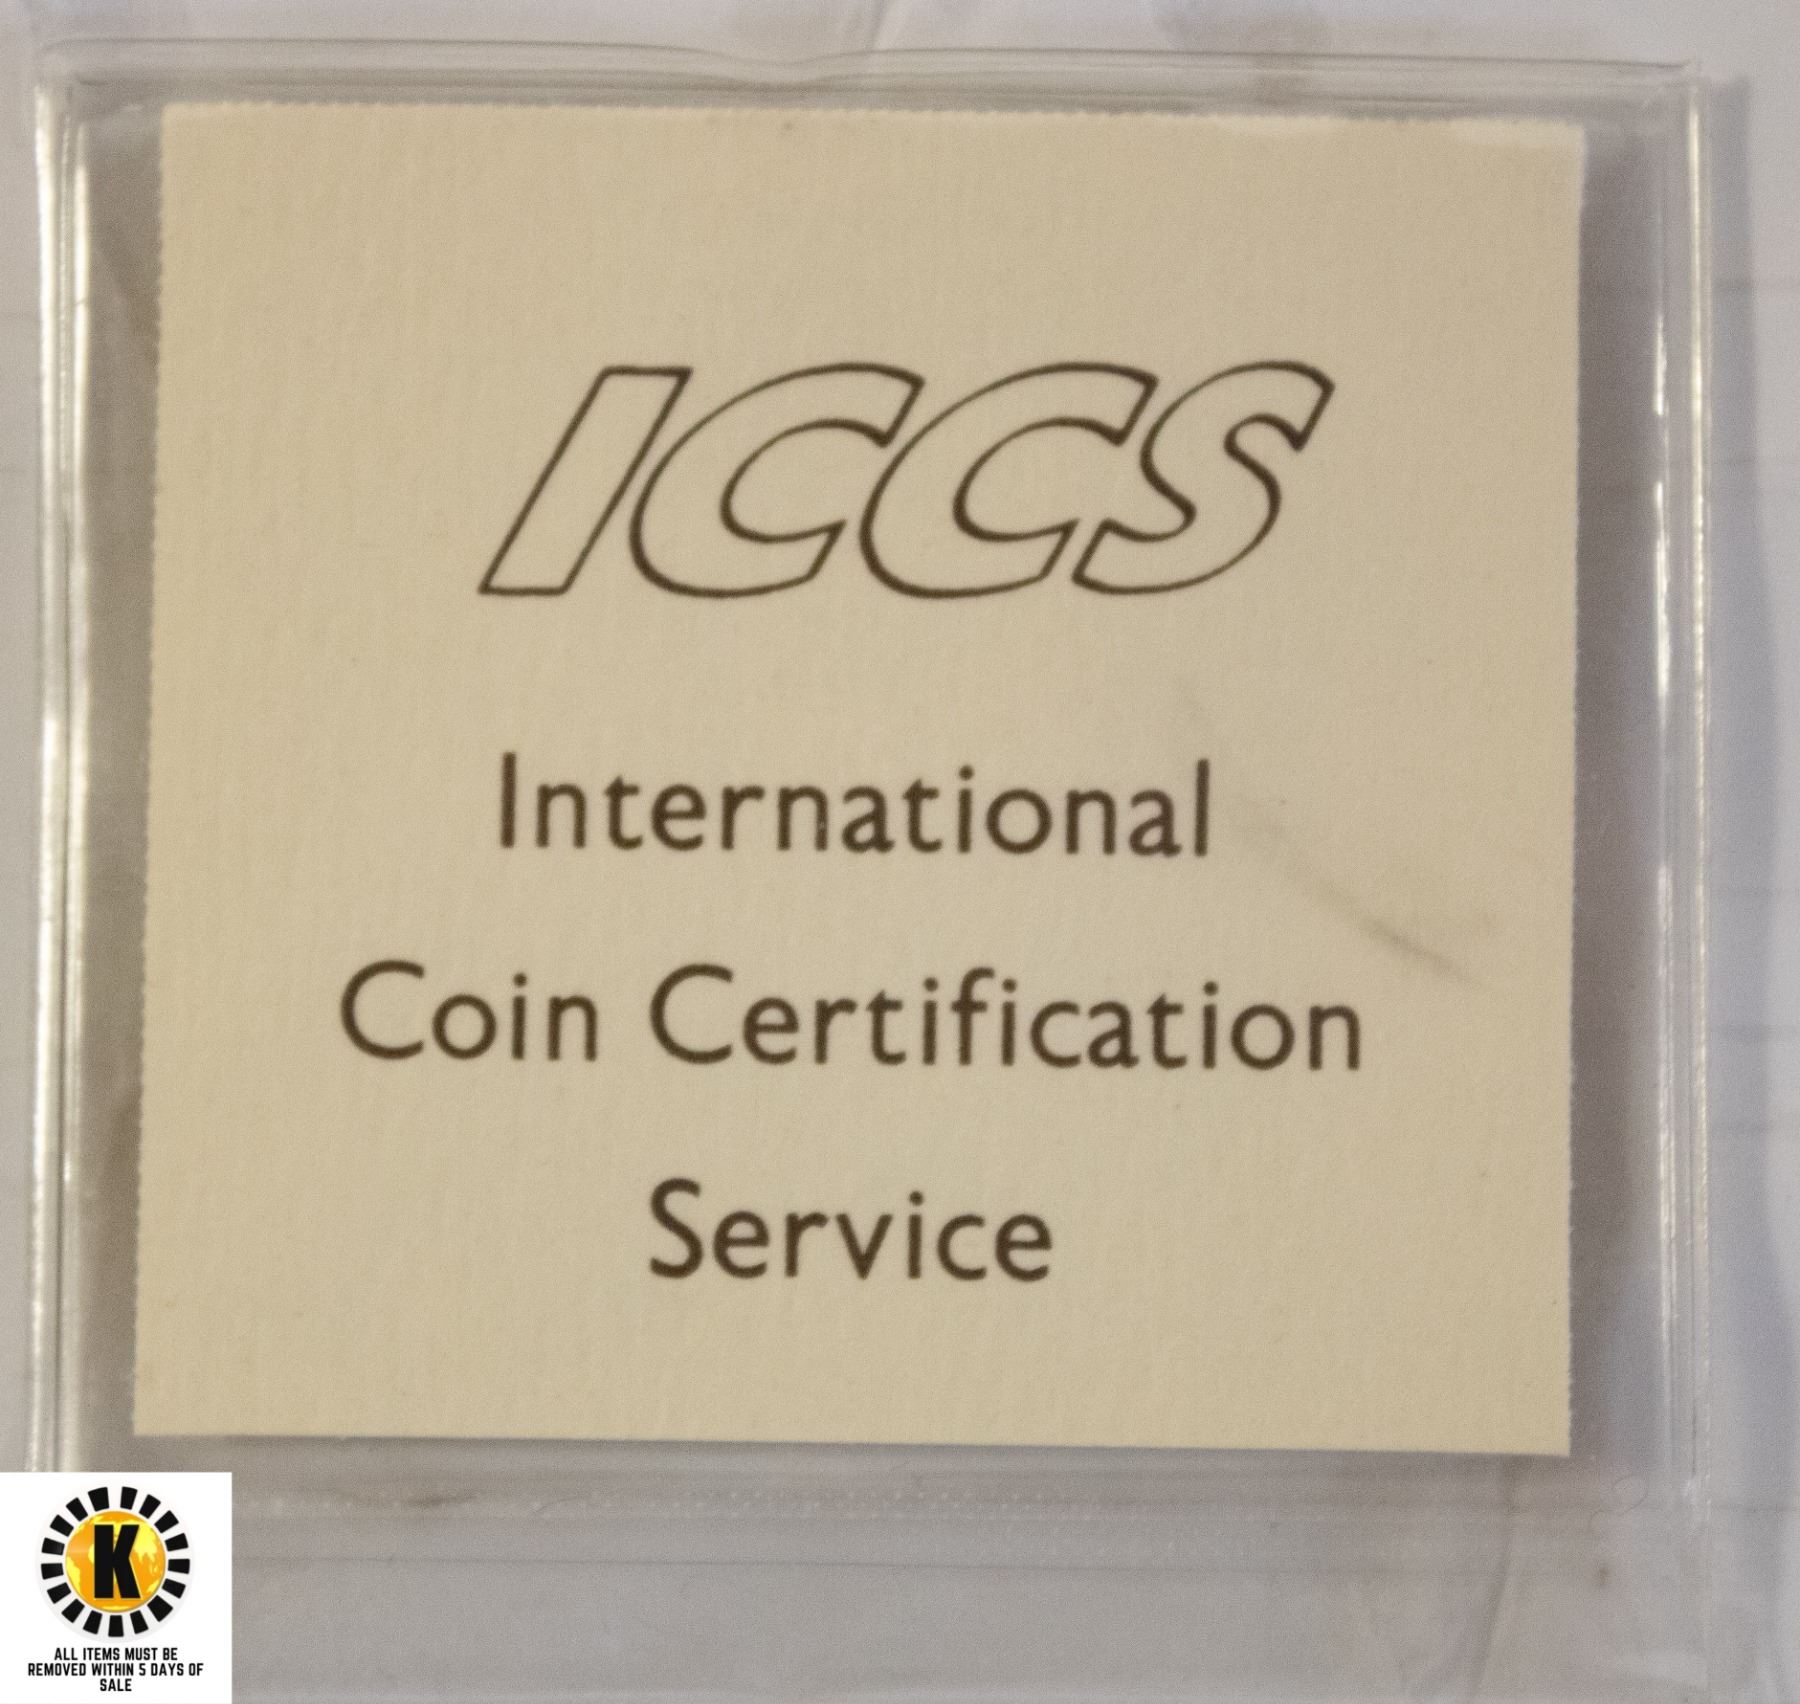 ICCS
International
Coin Certification
Service
K
ALL ITEMS MUST BE
REMOVED WITHIN 5 DAYS OF
SALE